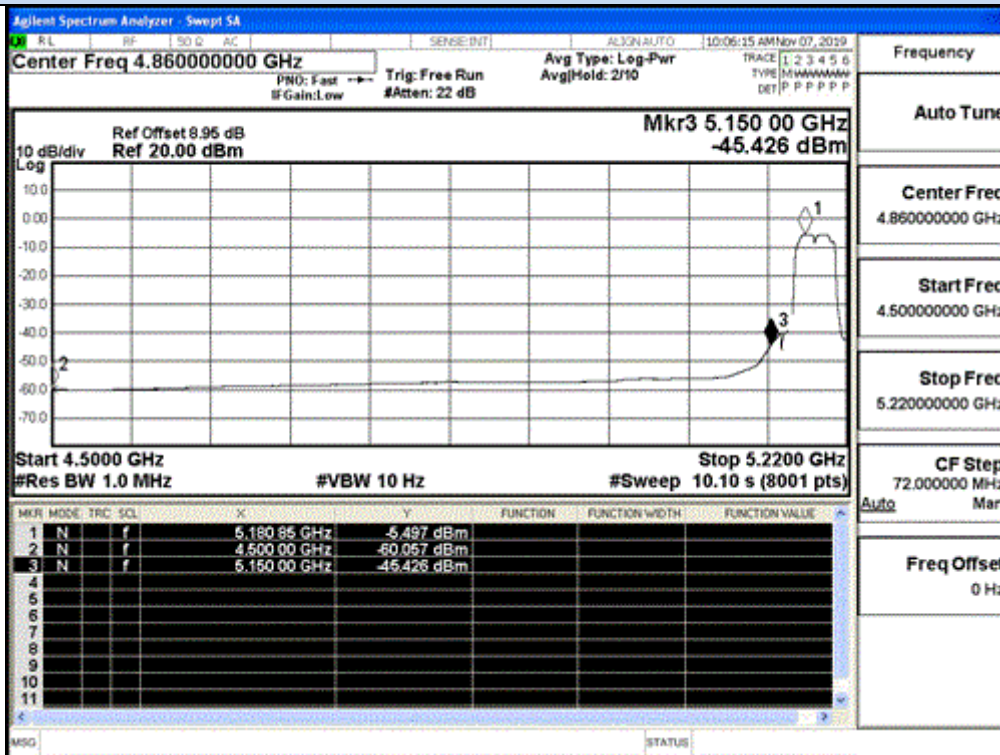 Agilent Spectrum Analyzer - Swept SA
RL RF 50 Ω AC SENSE:INT ALIGN AUTO 10:06:15 AM Nov 07, 2019
Center Freq 4.860000000 GHz
PNO: Fast
IFGain:Low
Trig: Free Run
#Atten: 22 dB
Avg Type: Log-Pwr
Avg|Hold: 2/10
TRACE 1 2 3 4 5 6
TYPE MWWWWW
DET P P P P P P
Mkr3 5.150 00 GHz
-45.426 dBm
Ref Offset 8.95 dB
10 dB/div Ref 20.00 dBm
Log
10.0
0.00
-10.0
-20.0
-30.0
-40.0
-50.0
-60.0
-70.0
1
2
3
Start 4.5000 GHz Stop 5.2200 GHz
#Res BW 1.0 MHz #VBW 10 Hz #Sweep 10.10 s (8001 pts)
MKR MODE TRC SCL X Y FUNCTION FUNCTION WIDTH FUNCTION VALUE
1 N f 5.180 85 GHz -5.497 dBm
2 N f 4.500 00 GHz -60.057 dBm
3 N f 5.150 00 GHz -45.426 dBm
4
5
6
7
8
9
10
11
MSG STATUS
Frequency
Auto Tune
Center Freq
4.860000000 GHz
Start Freq
4.500000000 GHz
Stop Freq
5.220000000 GHz
CF Step
72.000000 MHz
Auto Man
Freq Offset
0 Hz